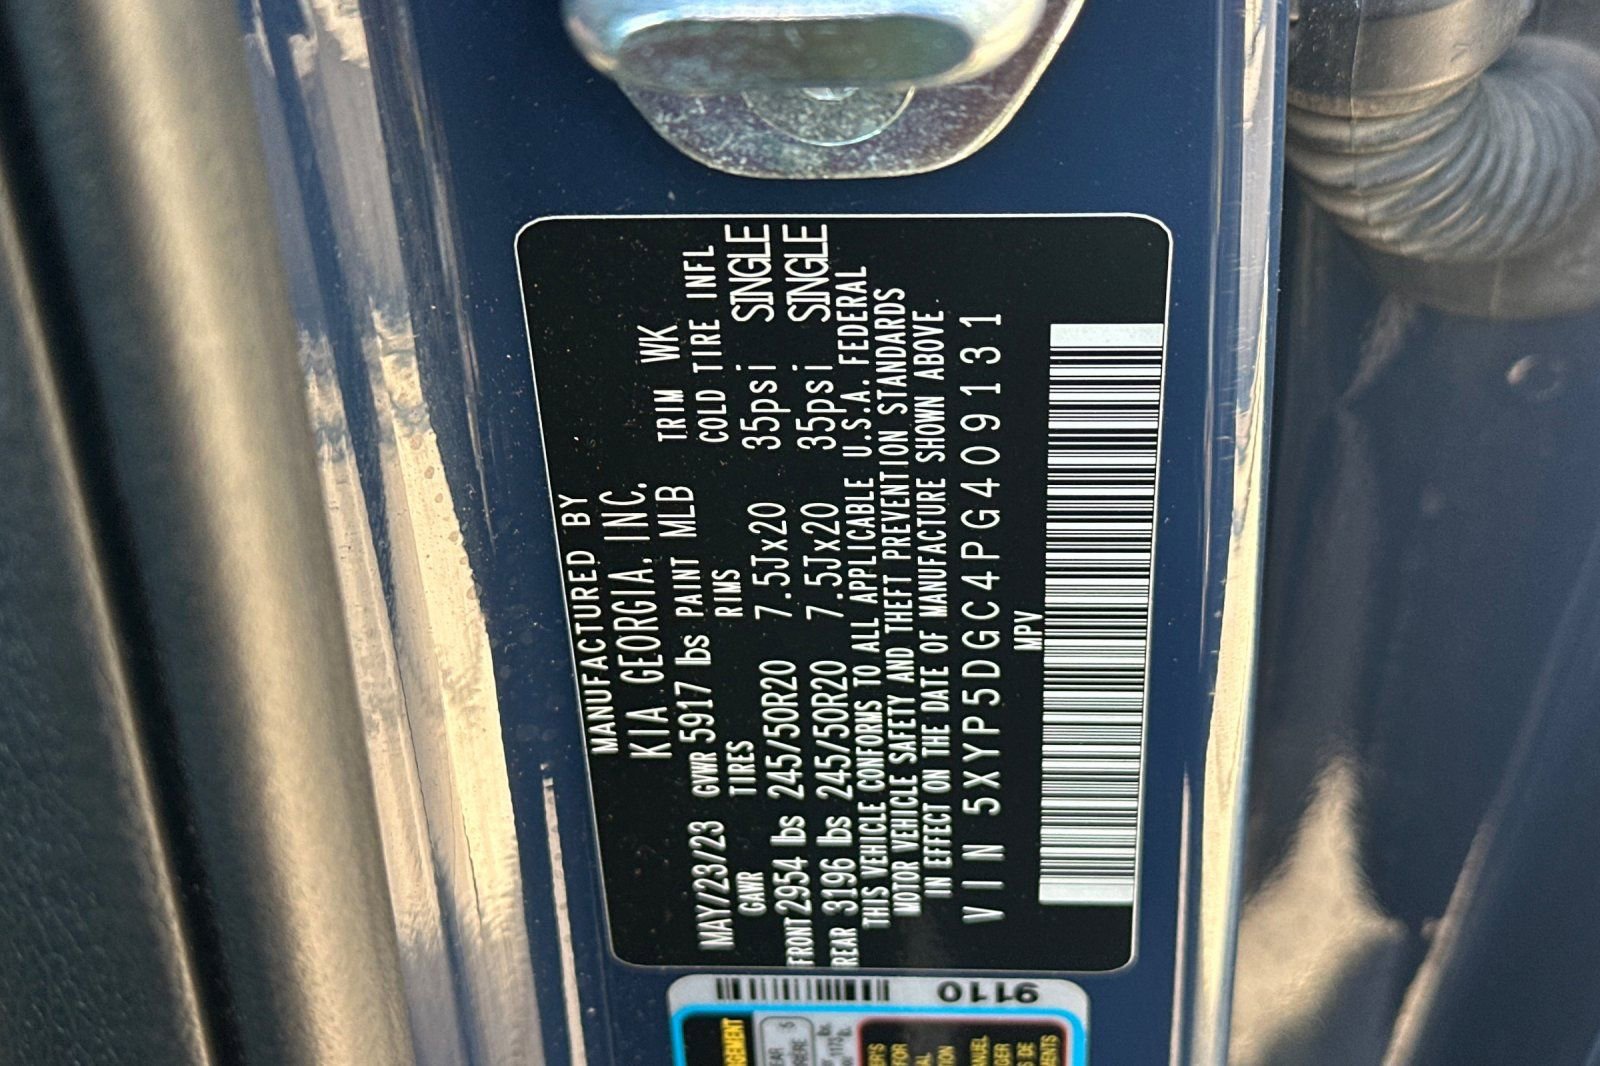 MANUFACTURED BY
KIA GEORGIA, INC.
MAY/23/23 GVWR 5917 lbs PAINT MLB TRIM WK
GAWR TIRES RIMS COLD TIRE INFL
FRONT 2954 lbs 245/50R20 7.5Jx20 35psi SINGLE
REAR 3196 lbs 245/50R20 7.5Jx20 35psi SINGLE
THIS VEHICLE CONFORMS TO ALL APPLICABLE U.S.A. FEDERAL
MOTOR VEHICLE SAFETY AND THEFT PREVENTION STANDARDS
IN EFFECT ON THE DATE OF MANUFACTURE SHOWN ABOVE
VIN 5XYP5DGC4PG409131
MPV
9110